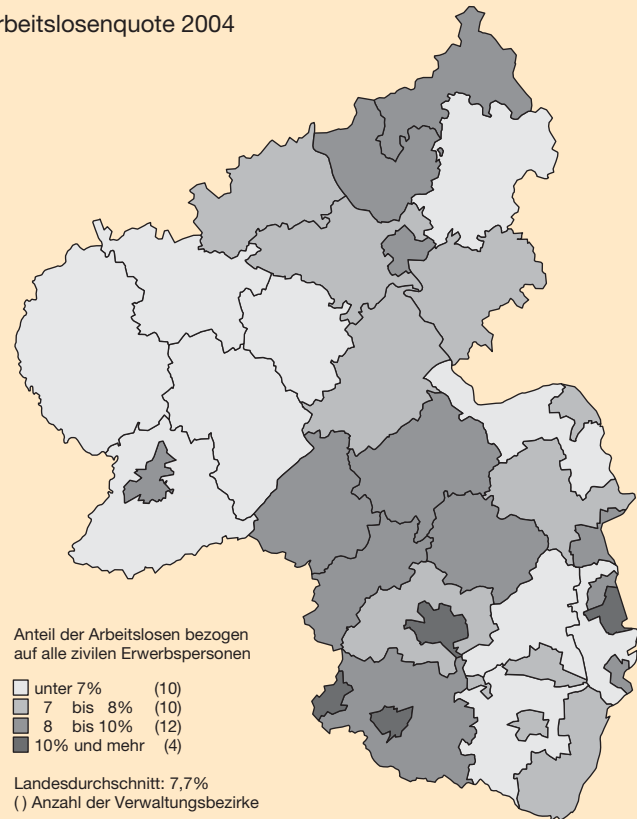 rbeitslosenquote 2004
Anteil der Arbeitslosen bezogen
auf alle zivilen Erwerbspersonen
unter 7% (10)
7 bis 8% (10)
8 bis 10% (12)
10% und mehr (4)
Landesdurchschnitt: 7,7%
( ) Anzahl der Verwaltungsbezirke